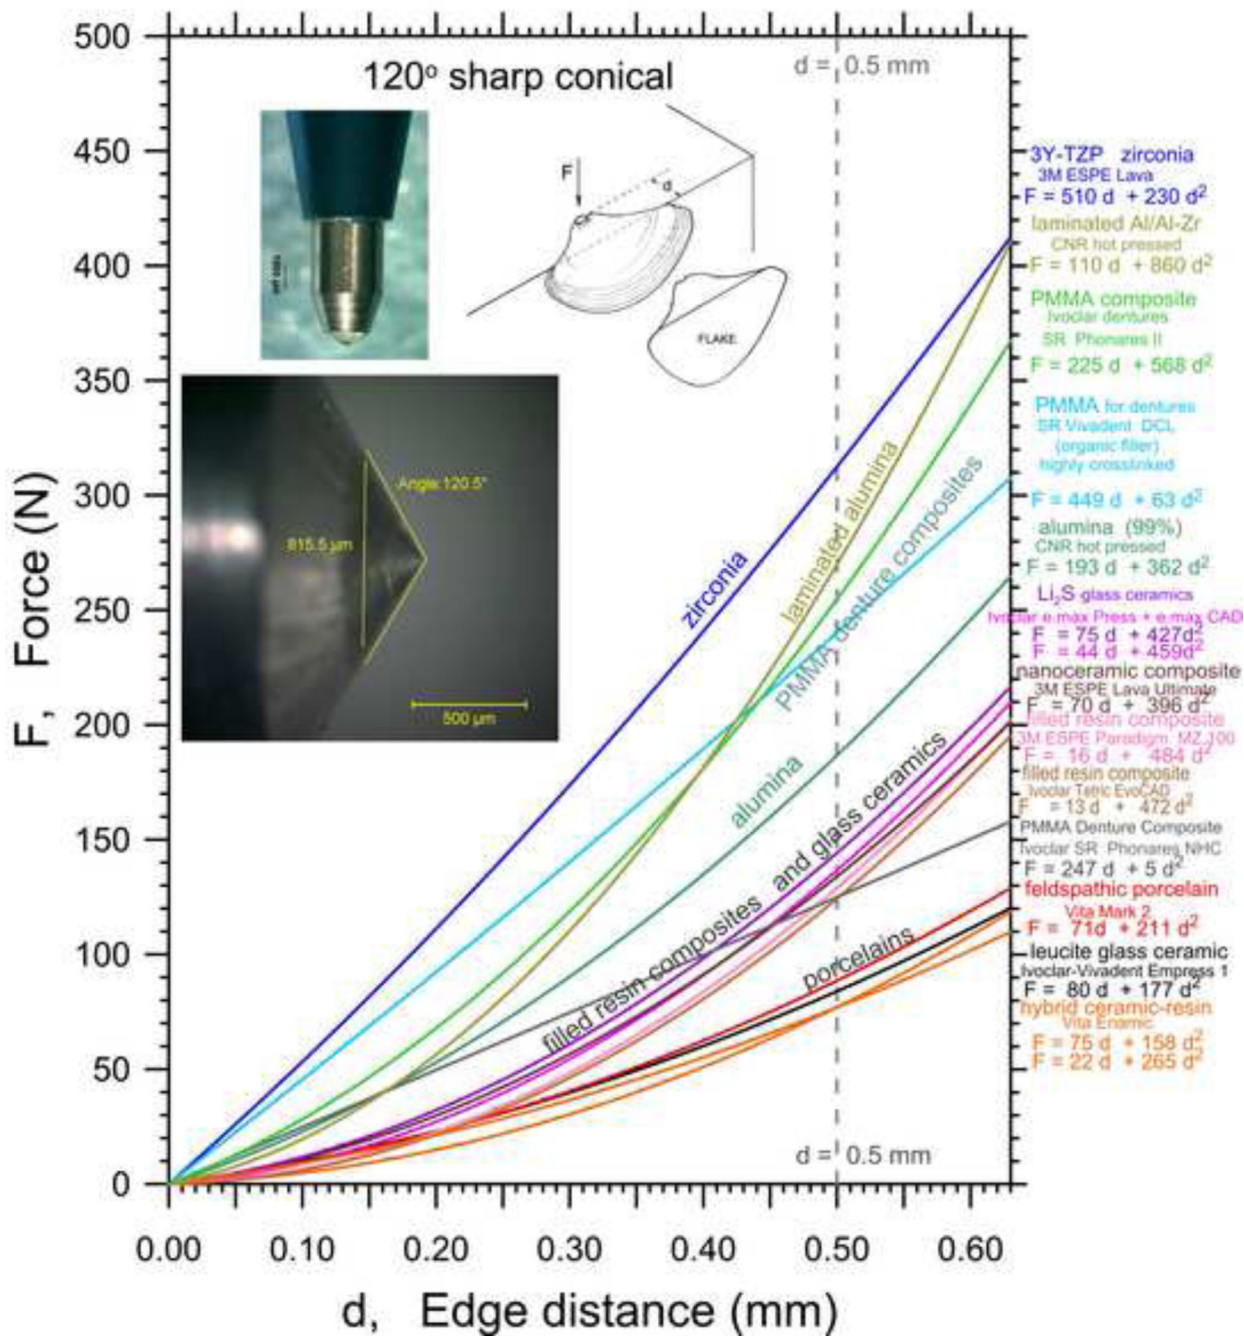 500
450
400
350
300
250
200
150
100
50
0
F, Force (N)
120° sharp conical
d = 0.5 mm
F
d
FLAKE
Angle:120.5°
815.5 µm
500 µm
zirconia
laminated alumina
PMMA denture composites
alumina
filled resin composites and glass ceramics
porcelains
d = 0.5 mm
0.00 0.10 0.20 0.30 0.40 0.50 0.60
d, Edge distance (mm)
3Y-TZP zirconia
3M ESPE Lava
F = 510 d + 230 d²
laminated Al/Al-Zr
CNR hot pressed
F = 110 d + 860 d²
PMMA composite
Ivoclar dentures
SR Phonares II
F = 225 d + 568 d²
PMMA for dentures
SR Vivadent DCL
(organic filler)
highly crosslinked
F = 449 d + 63 d²
alumina (99%)
CNR hot pressed
F = 193 d + 362 d²
Li₂S glass ceramics
Ivoclar e.max Press + e.max CAD
F = 75 d + 427d²
F = 44 d + 459d²
nanoceramic composite
3M ESPE Lava Ultimate
F = 70 d + 396 d²
filled resin composite
3M ESPE Paradigm MZ 100
F = 16 d + 484 d²
filled resin composite
Ivoclar Tetric EvoCAD
F = 13 d + 472 d²
PMMA Denture Composite
Ivoclar SR Phonares NHC
F = 247 d + 5 d²
feldspathic porcelain
Vita Mark 2
F = 71d + 211 d²
leucite glass ceramic
Ivoclar-Vivadent Empress 1
F = 80 d + 177 d²
hybrid ceramic-resin
Vita Enamic
F = 75 d + 158 d²
F = 22 d + 265 d²